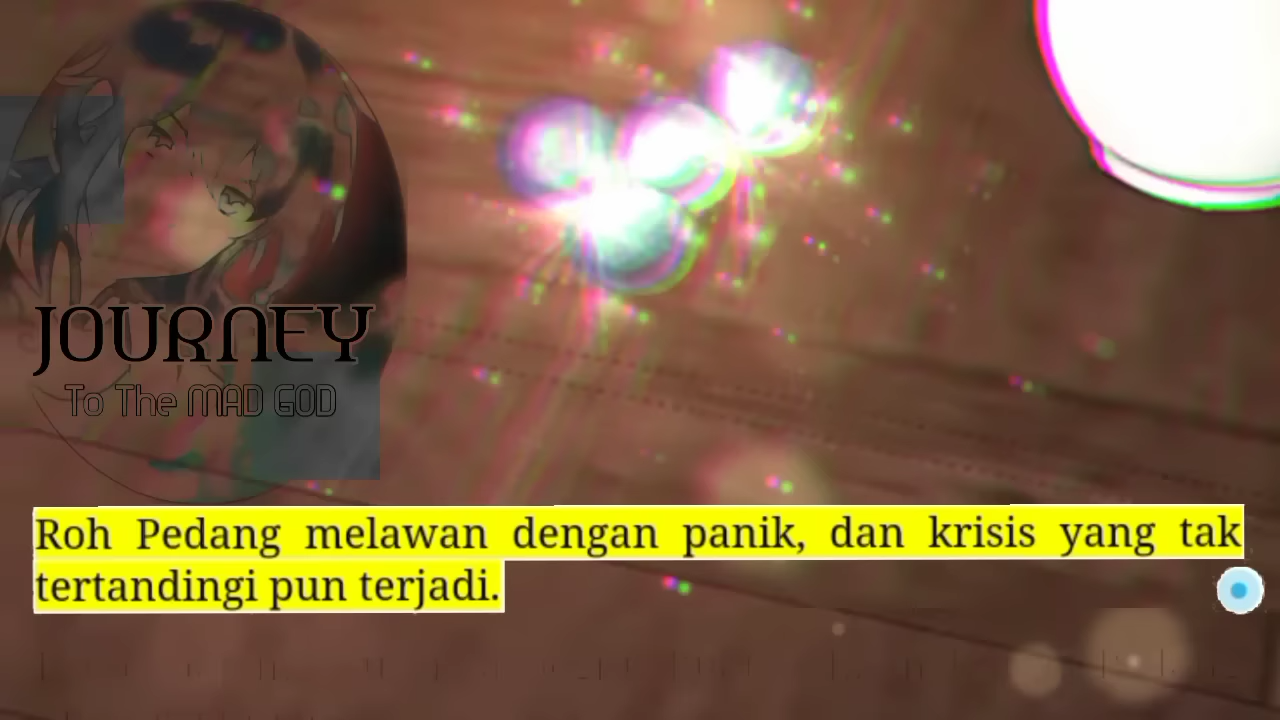 JOURNEY
To The MAD GOD
Roh Pedang melawan dengan panik, dan krisis yang tak
tertandingi pun terjadi.